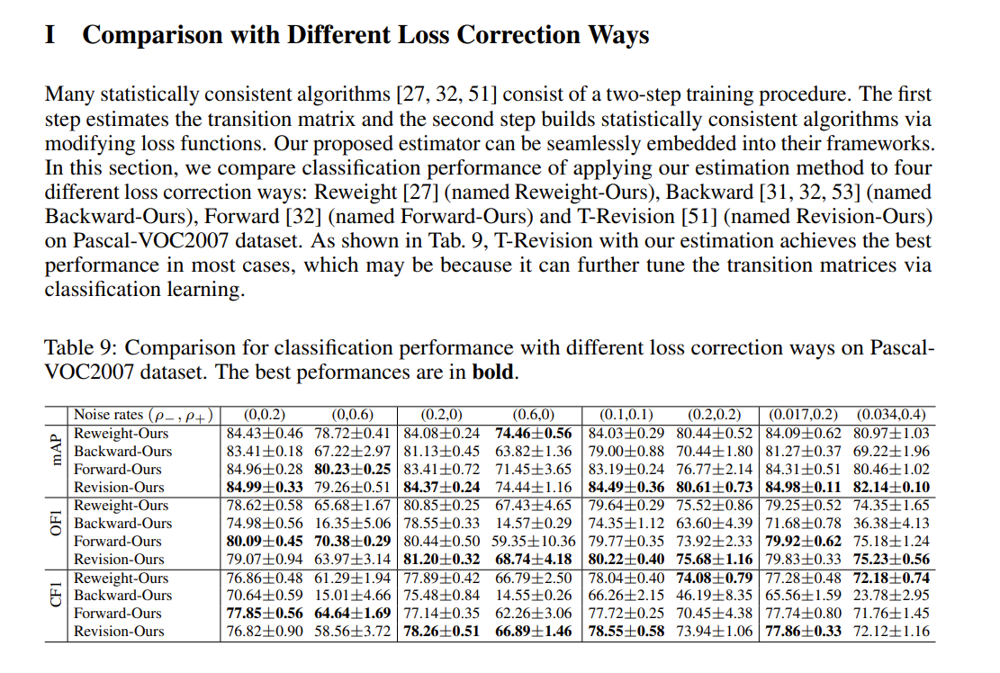 I Comparison with Different Loss Correction Ways
Many statistically consistent algorithms [27, 32, 51] consist of a two-step training procedure. The first
step estimates the transition matrix and the second step builds statistically consistent algorithms via
modifying loss functions. Our proposed estimator can be seamlessly embedded into their frameworks.
In this section, we compare classification performance of applying our estimation method to four
different loss correction ways: Reweight [27] (named Reweight-Ours), Backward [31, 32, 53] (named
Backward-Ours), Forward [32] (named Forward-Ours) and T-Revision [51] (named Revision-Ours)
on Pascal-VOC2007 dataset. As shown in Tab. 9, T-Revision with our estimation achieves the best
performance in most cases, which may be because it can further tune the transition matrices via
classification learning.
Table 9: Comparison for classification performance with different loss correction ways on Pascal-
VOC2007 dataset. The best peformances are in bold.
Noise rates (ρ−, ρ+) (0,0.2) (0,0.6) (0.2,0) (0.6,0) (0.1,0.1) (0.2,0.2) (0.017,0.2) (0.034,0.4)
mAP
Reweight-Ours 84.43±0.46 78.72±0.41 84.08±0.24 74.46±0.56 84.03±0.29 80.44±0.52 84.09±0.62 80.97±1.03
Backward-Ours 83.41±0.18 67.22±2.97 81.13±0.45 63.82±1.36 79.00±0.88 70.44±1.80 81.27±0.37 69.22±1.96
Forward-Ours 84.96±0.28 80.23±0.25 83.41±0.72 71.45±3.65 83.19±0.24 76.77±2.14 84.31±0.51 80.46±1.02
Revision-Ours 84.99±0.33 79.26±0.51 84.37±0.24 74.44±1.16 84.49±0.36 80.61±0.73 84.98±0.11 82.14±0.10
OF1
Reweight-Ours 78.62±0.58 65.68±1.67 80.85±0.25 67.43±4.65 79.64±0.29 75.52±0.86 79.25±0.52 74.35±1.65
Backward-Ours 74.98±0.56 16.35±5.06 78.55±0.33 14.57±0.29 74.35±1.12 63.60±4.39 71.68±0.78 36.38±4.13
Forward-Ours 80.09±0.45 70.38±0.29 80.44±0.50 59.35±10.36 79.77±0.35 73.92±2.33 79.92±0.62 75.18±1.24
Revision-Ours 79.07±0.94 63.97±3.14 81.20±0.32 68.74±4.18 80.22±0.40 75.68±1.16 79.83±0.33 75.23±0.56
CF1
Reweight-Ours 76.86±0.48 61.29±1.94 77.89±0.42 66.79±2.50 78.04±0.40 74.08±0.79 77.28±0.48 72.18±0.74
Backward-Ours 70.64±0.59 15.01±4.66 75.48±0.84 14.55±0.26 66.26±2.15 46.19±8.35 65.56±1.59 23.78±2.95
Forward-Ours 77.85±0.56 64.64±1.69 77.14±0.35 62.26±3.06 77.72±0.25 70.45±4.38 77.74±0.80 71.76±1.45
Revision-Ours 76.82±0.90 58.56±3.72 78.26±0.51 66.89±1.46 78.55±0.58 73.94±1.06 77.86±0.33 72.12±1.16